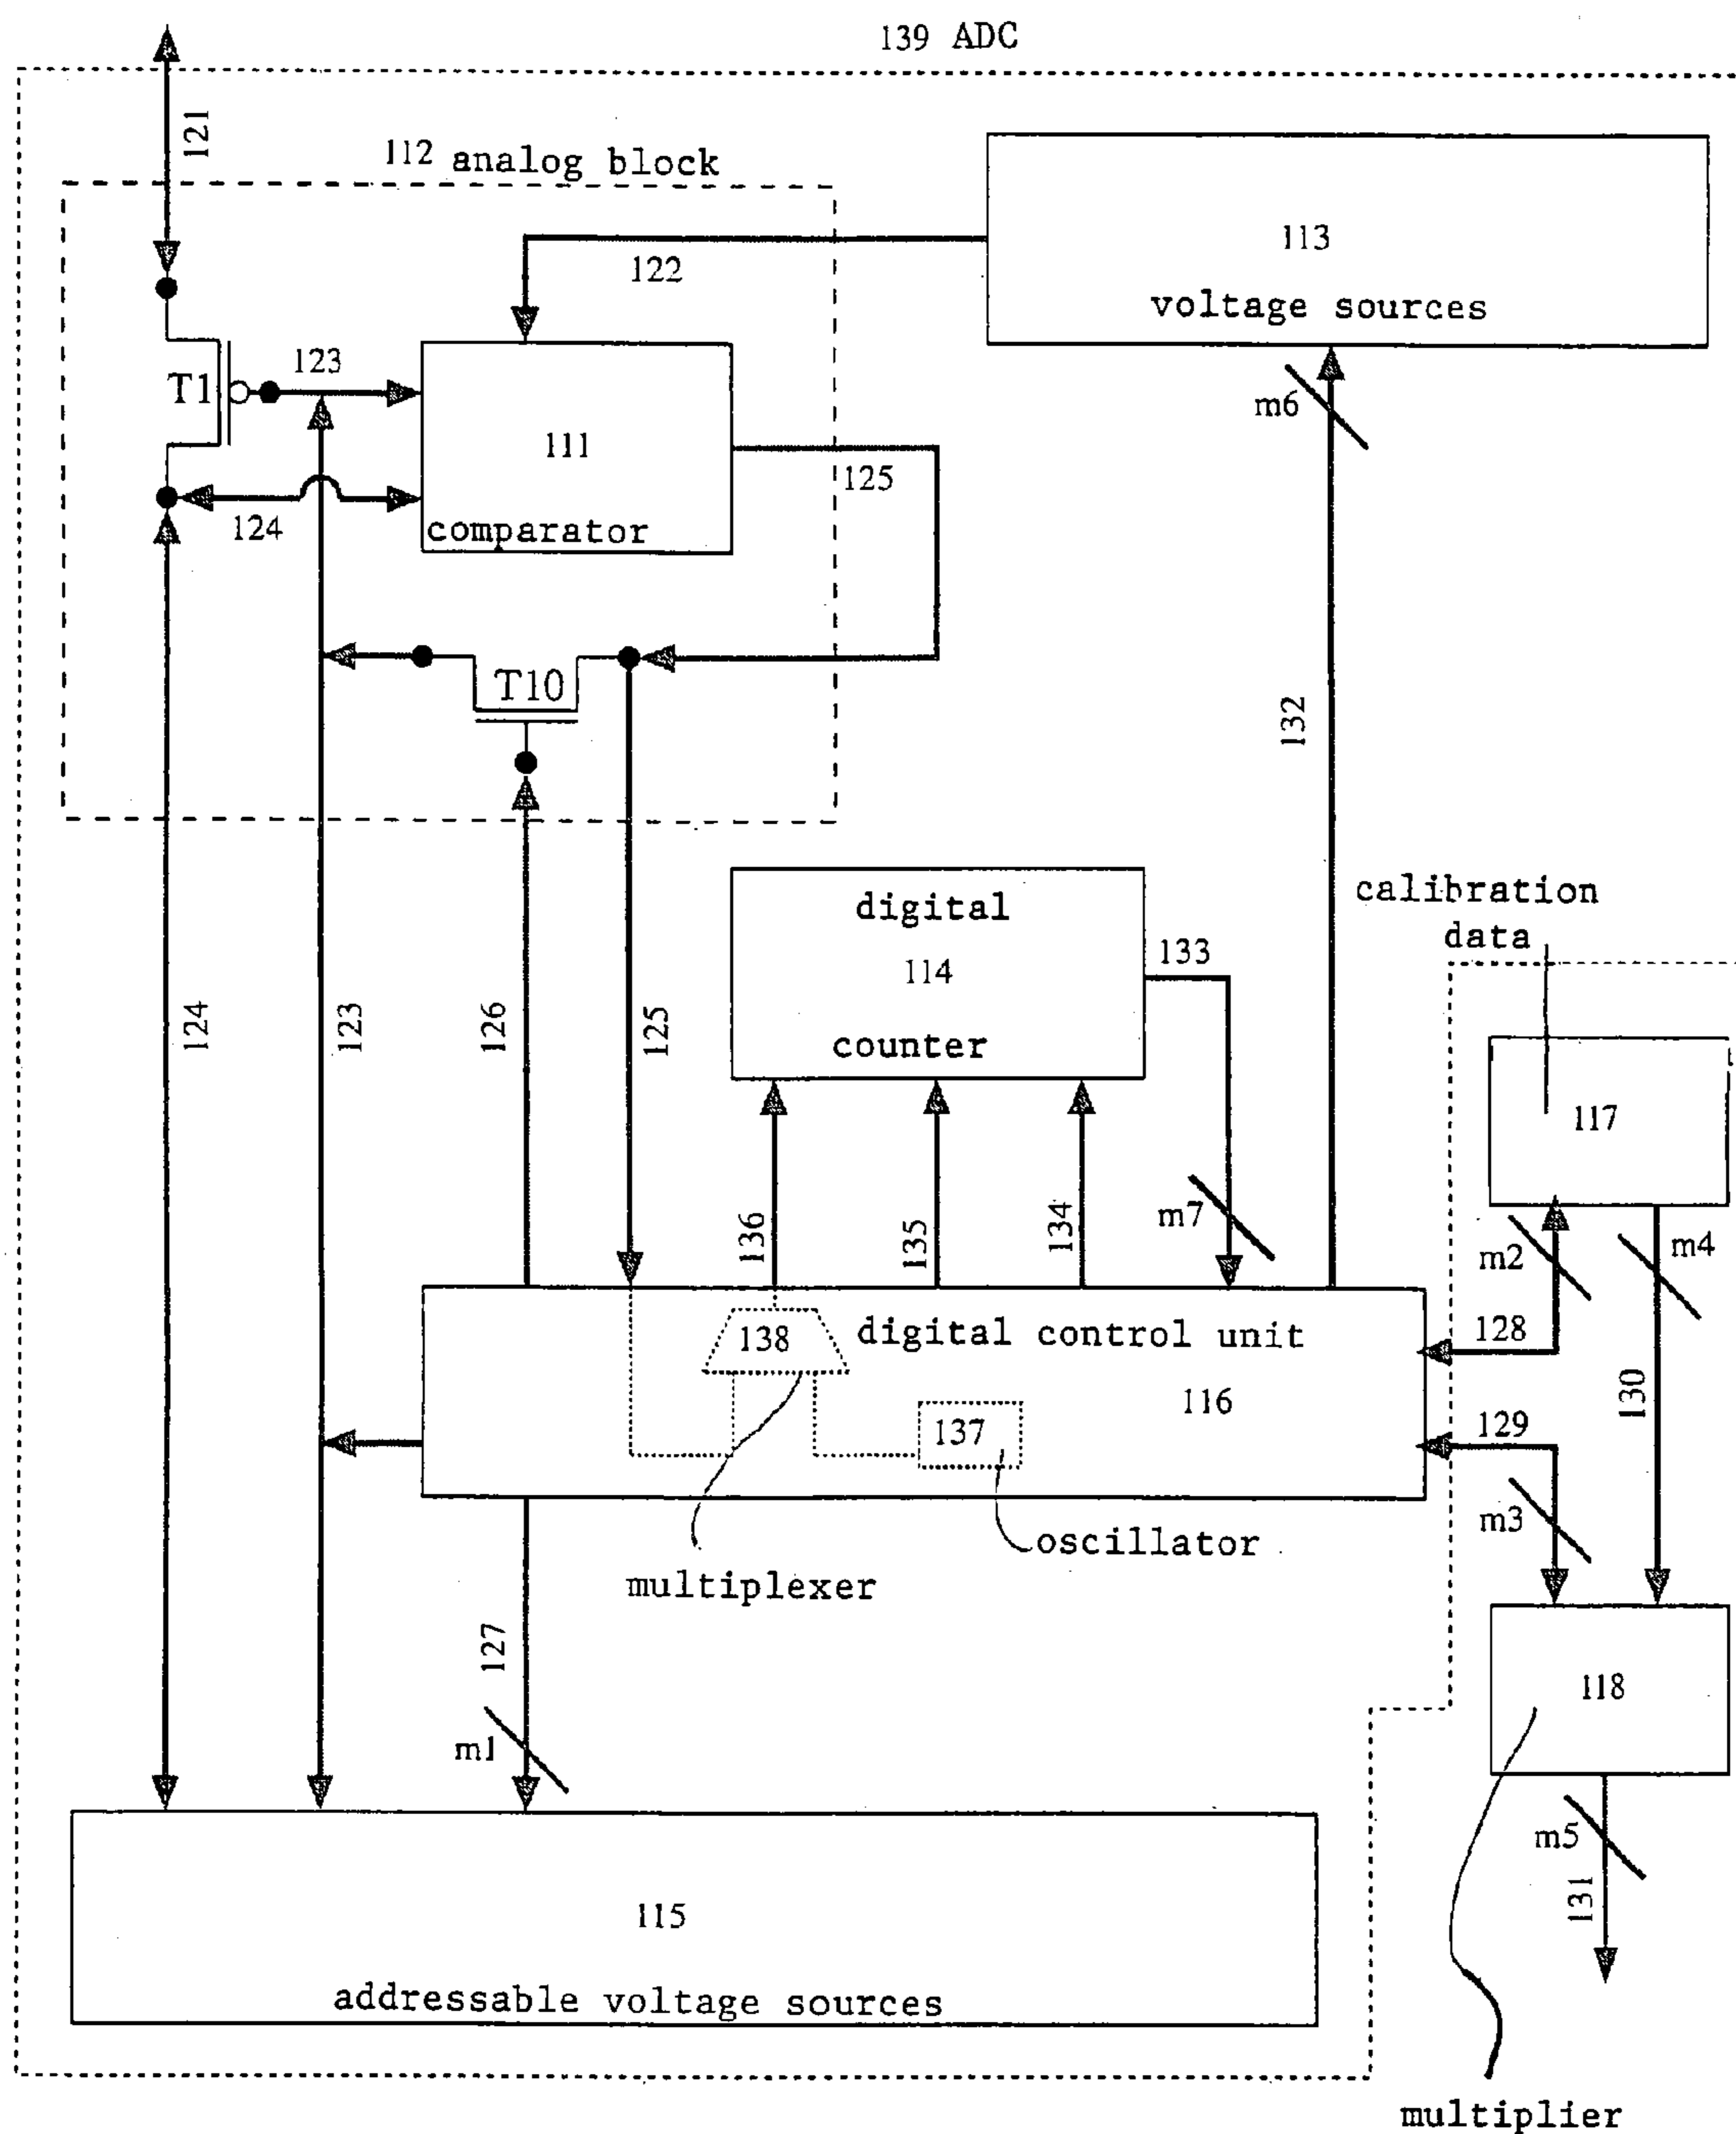 139 ADC
121
112 analog block
113
voltage sources
122
T1
123
111
comparator
124
125
m6
T10
132
calibration
data
digital
114
counter
133
124
123
126
125
117
136
135
134
m7
m2
m4
138
digital control unit
116
128
130
137
129
m3
oscillator
multiplexer
127
m1
118
m5
131
115
addressable voltage sources
multiplier